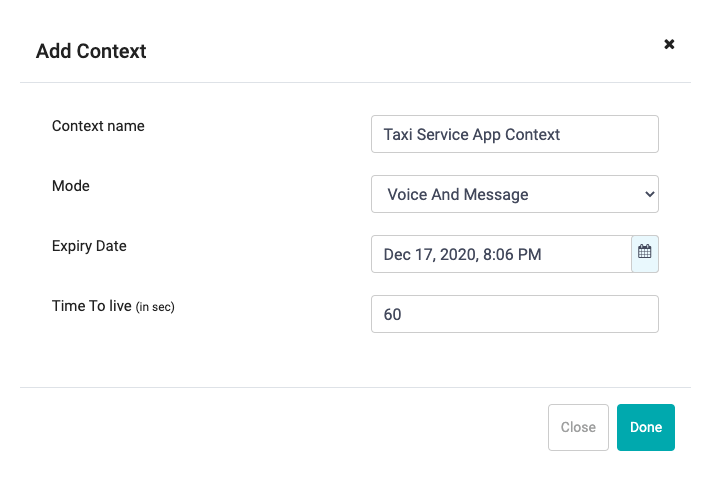 Add Context
Context name
Taxi Service App Context
Mode
Voice And Message
Expiry Date
Dec 17, 2020, 8:06 PM
Time To live (in sec)
60
Close
Done